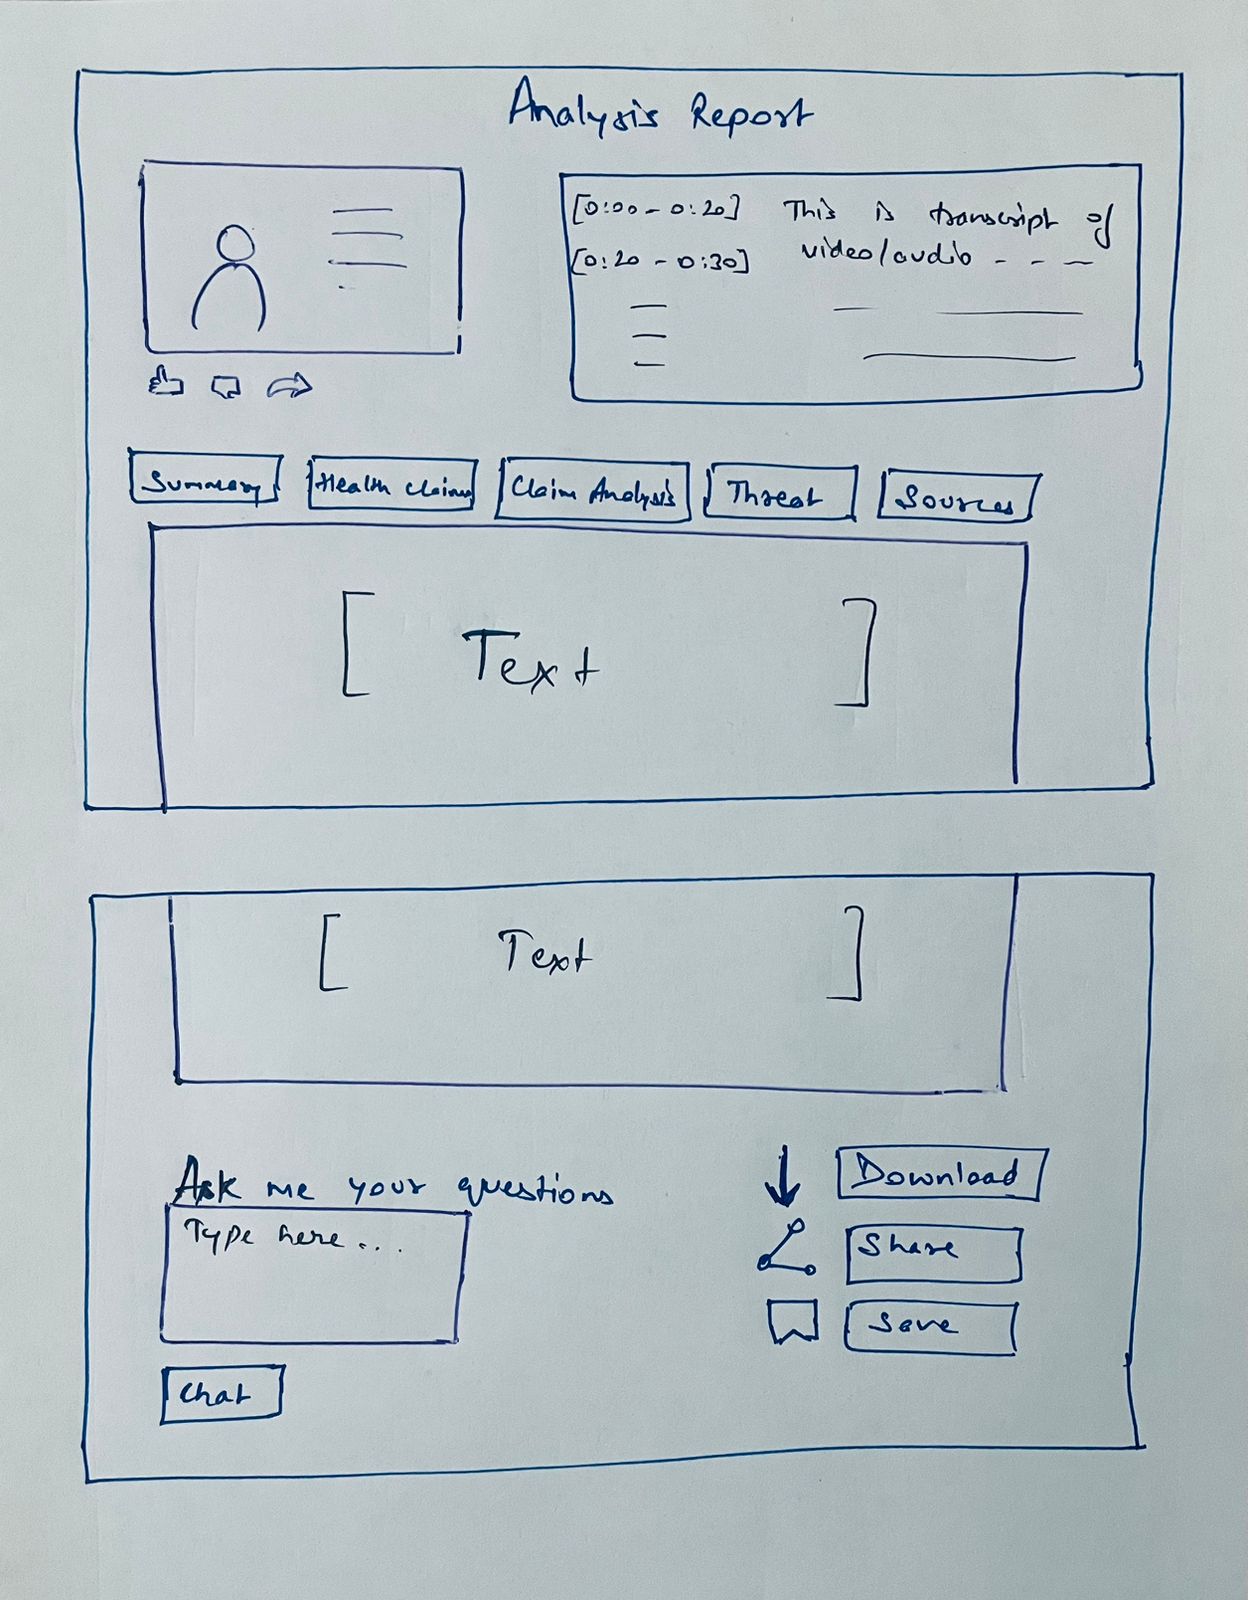 Analysis Report
[0:00 - 0:20] This is transcript of
[0:20 - 0:30] video/audio - - -
Summary Health Claims Claim Analysis Threat Sources
[ Text ]
[ Text ]
Ask me your questions
Type here...
Download
Share
Save
Chat